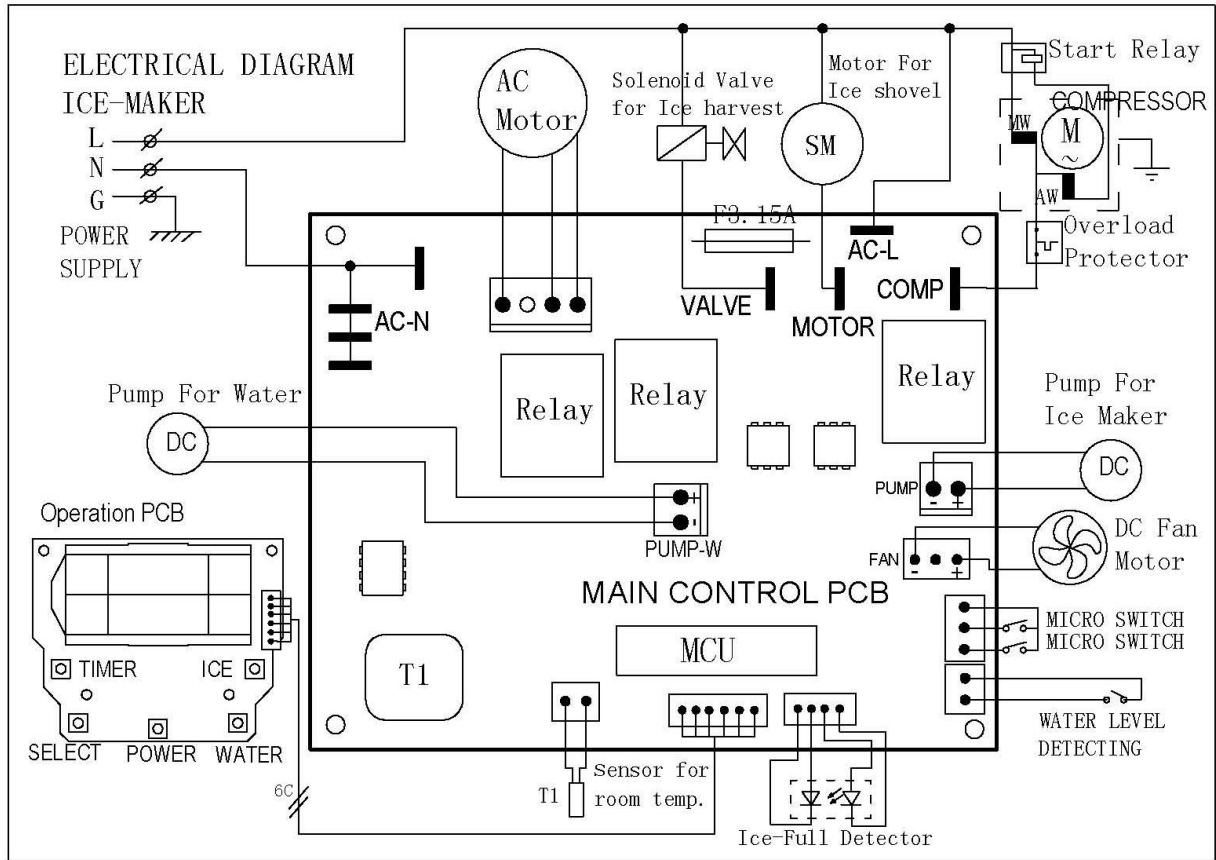 ELECTRICAL DIAGRAM
ICE-MAKER
L
N
G
POWER
SUPPLY
AC
Motor
Solenoid Valve
for Ice harvest
Motor For
Ice shovel
SM
Start Relay
COMPRESSOR
MW
M
~
AW
Overload
Protector
F3.15A
AC-L
AC-N
VALVE
MOTOR
COMP
Relay
Relay
Relay
Pump For Water
DC
Pump For
Ice Maker
DC
PUMP
- +
+
-
PUMP-W
DC Fan
Motor
FAN
- +
Operation PCB
MAIN CONTROL PCB
MICRO SWITCH
MICRO SWITCH
MCU
T1
TIMER
ICE
SELECT
POWER
WATER
WATER LEVEL
DETECTING
6C
T1
Sensor for
room temp.
Ice-Full Detector